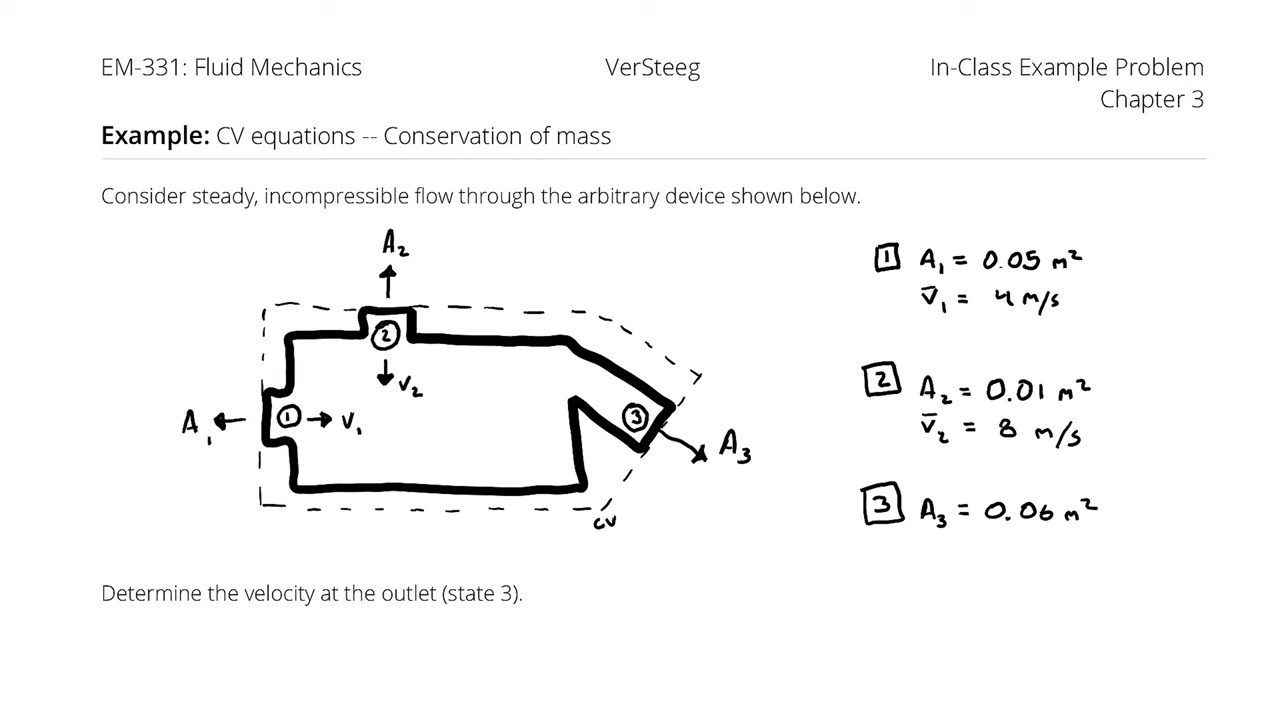 EM-331: Fluid Mechanics VerSteeg In-Class Example Problem
Chapter 3
Example: CV equations -- Conservation of mass
Consider steady, incompressible flow through the arbitrary device shown below.
A₂
2
V₂
A₁ 1 V₁
3 A₃
CV
1 A₁ = 0.05 m²
V̄₁ = 4 m/s
2 A₂ = 0.01 m²
V̄₂ = 8 m/s
3 A₃ = 0.06 m²
Determine the velocity at the outlet (state 3).